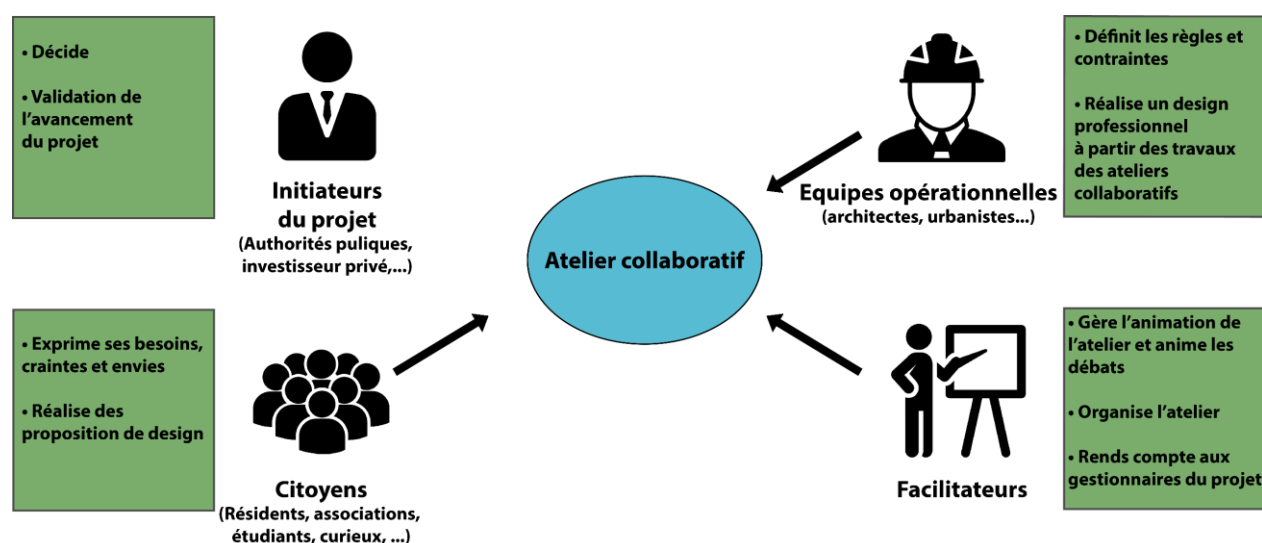 • Décide
• Validation de
l’avancement
du projet
Initiateurs
du projet
(Authorités puliques,
investisseur privé,...)
• Définit les règles et
contraintes
• Réalise un design
professionnel
à partir des travaux
des ateliers
collaboratifs
Equipes opérationnelles
(architectes, urbanistes...)
Atelier collaboratif
• Exprime ses besoins,
craintes et envies
• Réalise des
proposition de design
Citoyens
(Résidents, associations,
étudiants, curieux, ...)
• Gère l’animation de
l’atelier et anime les
débats
• Organise l’atelier
• Rends compte aux
gestionnaires du projet
Facilitateurs